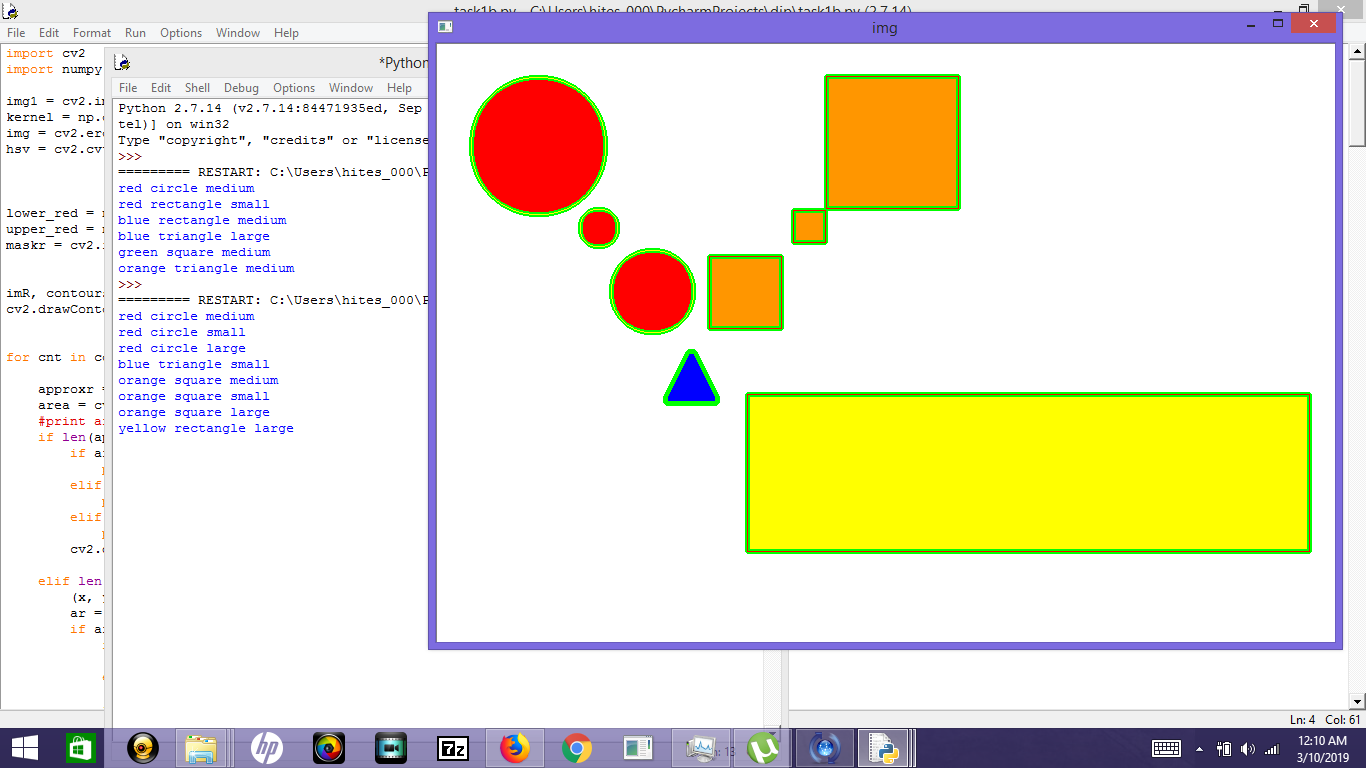 task1b.py - C:\Users\hites_000\PycharmProjects\dip\task1b.py (2.7.14)
File Edit Format Run Options Window Help
import cv2
import numpy
img1 = cv2.i
kernel = np.
img = cv2.er
hsv = cv2.cv
lower_red =
upper_red =
maskr = cv2.
imR, contour
cv2.drawCont
for cnt in c
approxr =
area = c
#print a
if len(a
if a
elif
elif
cv2.
elif len
(x,
ar =
if a
*Python
File Edit Shell Debug Options Window Help
Python 2.7.14 (v2.7.14:84471935ed, Sep
tel)] on win32
Type "copyright", "credits" or "license
>>>
========= RESTART: C:\Users\hites_000\P
red circle medium
red rectangle small
blue rectangle medium
blue triangle large
green square medium
orange triangle medium
>>>
========= RESTART: C:\Users\hites_000\P
red circle medium
red circle small
red circle large
blue triangle small
orange square medium
orange square small
orange square large
yellow rectangle large
img
Ln: 4 Col: 61
hp
7z
Ln: 13
12:10 AM
3/10/2019